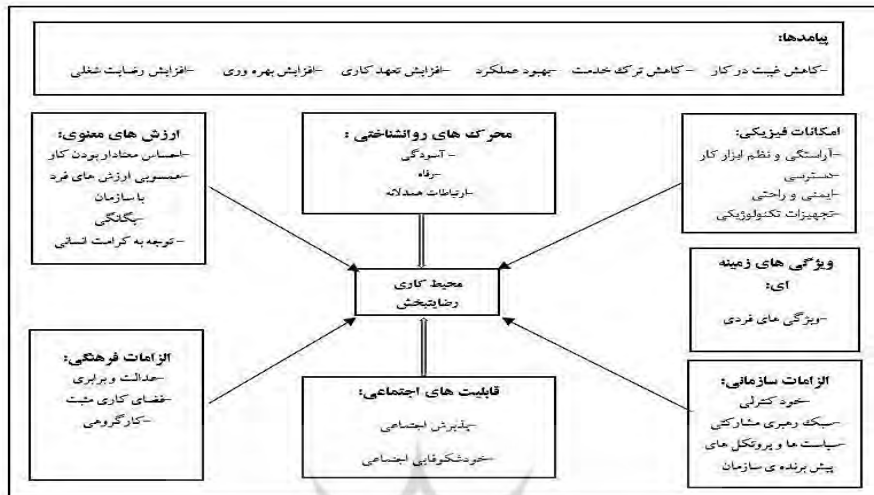 پیامدها:
-کاهش غیبت در کار -کاهش ترک خدمت -بهبود عملکرد -افزایش تعهد کاری -افزایش بهره وری -افزایش رضایت شغلی
امکانات فیزیکی:
-آراستگی و نظم ابزار کار
-دسترسی
-ایمنی و راحتی
-تجهیزات تکنولوژیکی
محرک های روانشناختی :
- آسودگی
-رفاه
-ارتباطات همدلانه
ارزش های معنوی:
-احساس معنادار بودن کار
-همسویی ارزش های فرد
با سازمان
-یگانگی
- توجه به کرامت انسانی
ویژگی های زمینه
ای:
-ویژگی های فردی
محیط کاری
رضایتبخش
الزامات سازمانی:
-خود کنترلی
-سبک رهبری مشارکتی
-سیاست ها و پروتکل های
پیش برنده ی سازمان
قابلیت های اجتماعی:
-پذیرش اجتماعی
-خودشکوفایی اجتماعی
الزامات فرهنگی:
-عدالت و برابری
-فضای کاری مثبت
-کارگروهی